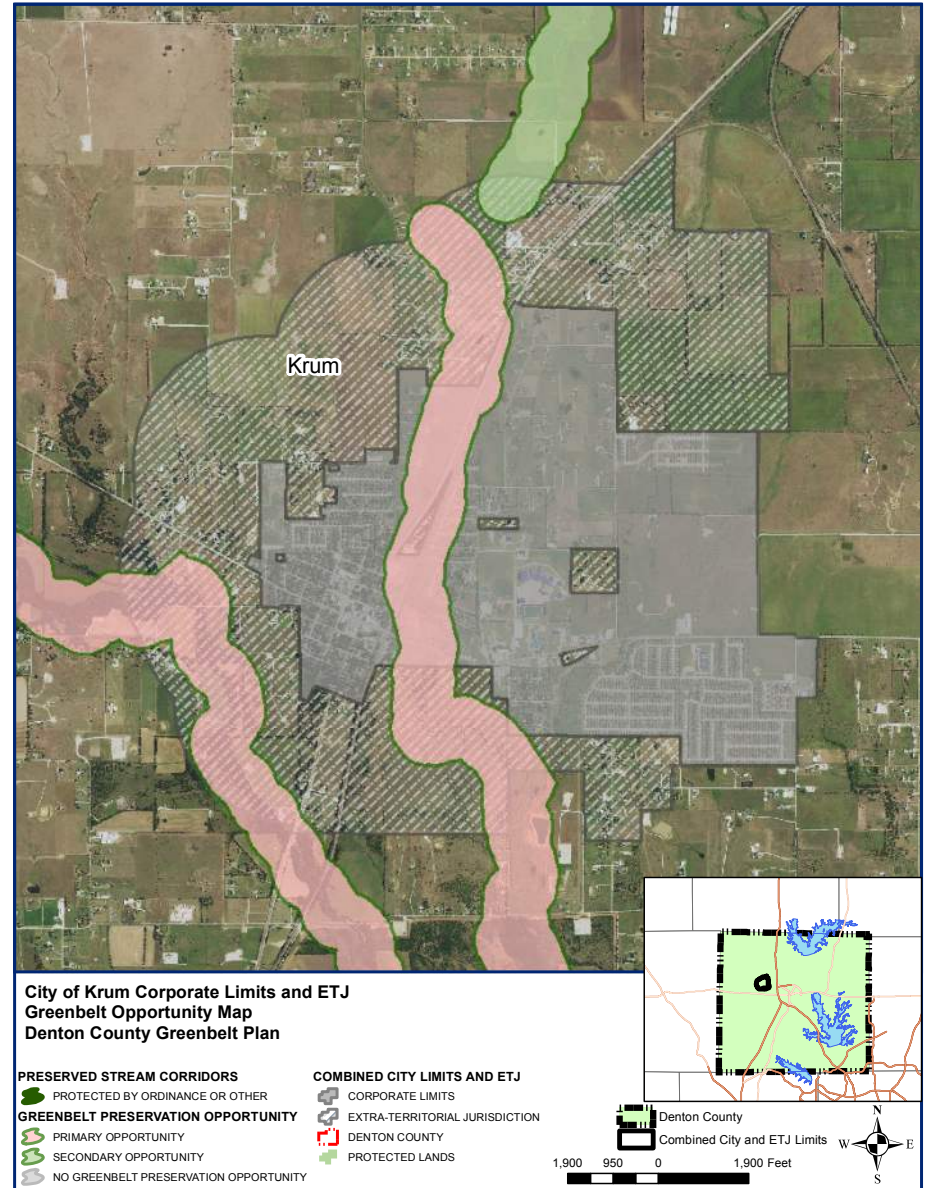 Krum
City of Krum Corporate Limits and ETJ
Greenbelt Opportunity Map
Denton County Greenbelt Plan
PRESERVED STREAM CORRIDORS
PROTECTED BY ORDINANCE OR OTHER
GREENBELT PRESERVATION OPPORTUNITY
PRIMARY OPPORTUNITY
SECONDARY OPPORTUNITY
NO GREENBELT PRESERVATION OPPORTUNITY
COMBINED CITY LIMITS AND ETJ
CORPORATE LIMITS
EXTRA-TERRITORIAL JURISDICTION
DENTON COUNTY
PROTECTED LANDS
Denton County
Combined City and ETJ Limits
1,900 950 0 1,900 Feet
N
W E
S